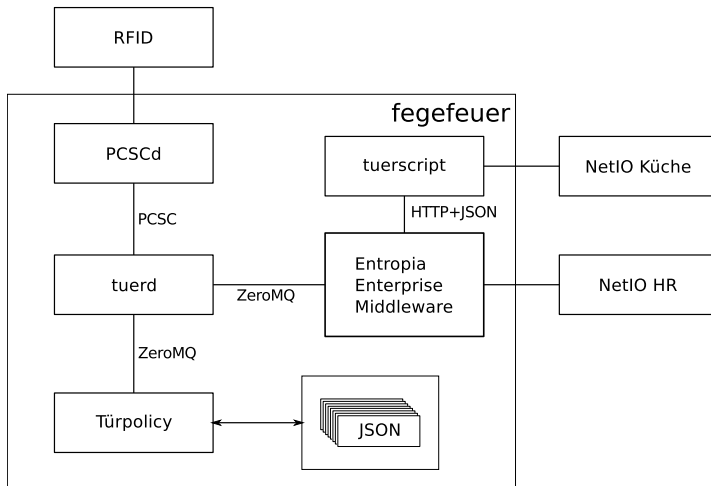 RFID
fegefeuer
PCSCd
tuerscript
NetIO Küche
PCSC
HTTP+JSON
tuerd
ZeroMQ
Entropia
Enterprise
Middleware
NetIO HR
ZeroMQ
Türpolicy
JSON